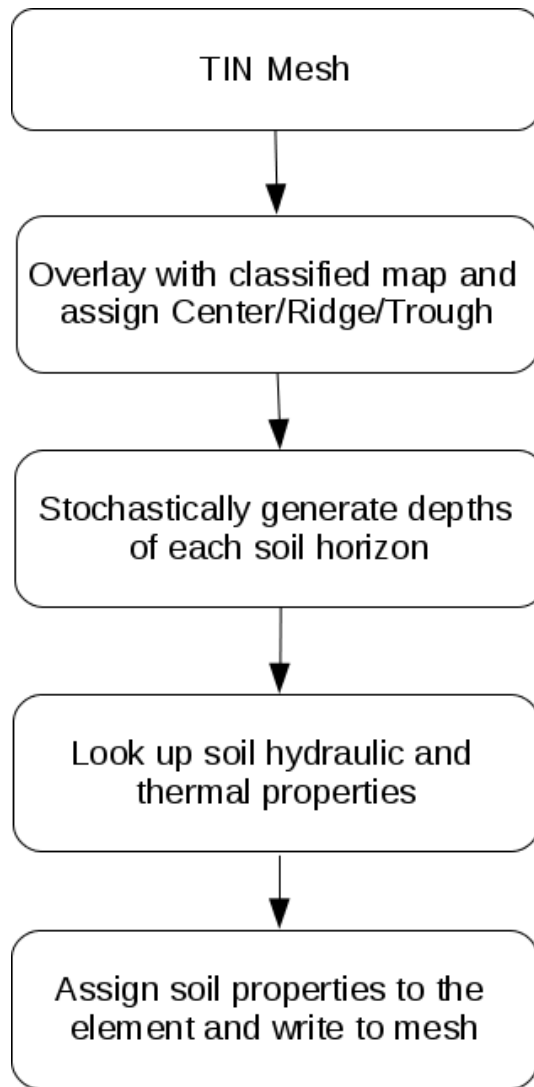 TIN Mesh
Overlay with classified map and
assign Center/Ridge/Trough
Stochastically generate depths
of each soil horizon
Look up soil hydraulic and
thermal properties
Assign soil properties to the
element and write to mesh